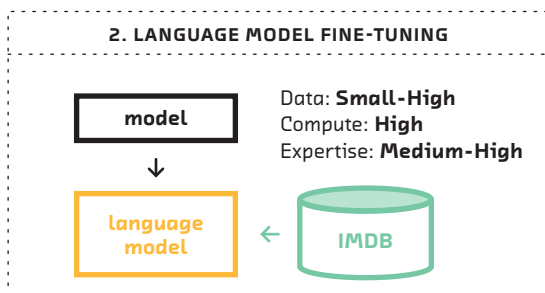 2. LANGUAGE MODEL FINE-TUNING
model
Data: Small-High
Compute: High
Expertise: Medium-High
language
model
IMDB